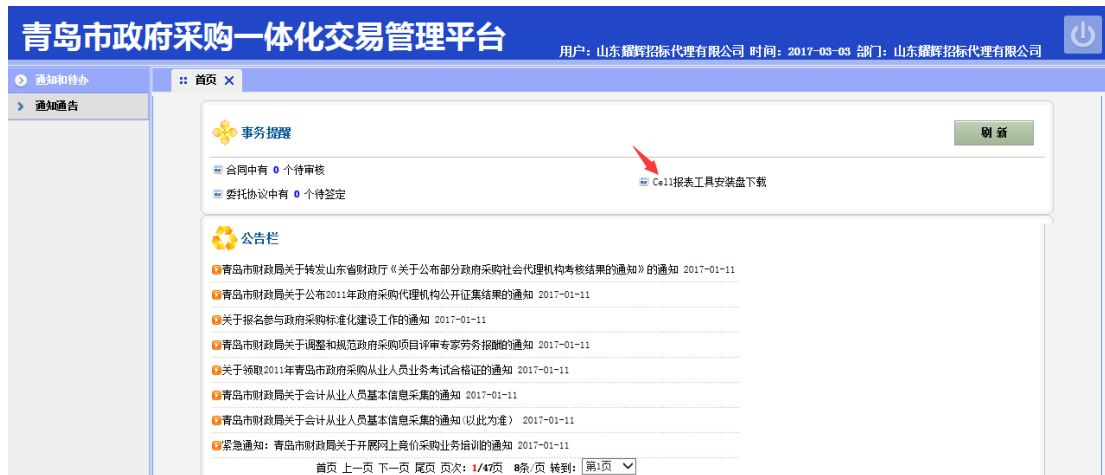 青岛市政府采购一体化交易管理平台
用户: 山东耀辉招标代理有限公司 时间: 2017-03-03 部门: 山东耀辉招标代理有限公司
通知和待办
首页 X
通知通告
事务提醒
刷 新
合同中有 0 个待审核
Cell报表工具安装盘下载
委托协议中有 0 个待签定
公告栏
青岛市财政局关于转发山东省财政厅《关于公布部分政府采购社会代理机构考核结果的通知》的通知 2017-01-11
青岛市财政局关于公布2011年政府采购代理机构公开征集结果的通知 2017-01-11
关于报名参与政府采购标准化建设工作的通知 2017-01-11
青岛市财政局关于调整和规范政府采购项目评审专家劳务报酬的通知 2017-01-11
关于领取2011年青岛市政府采购从业人员业务考试合格证的通知 2017-01-11
青岛市财政局关于会计从业人员基本信息采集的通知 2017-01-11
青岛市财政局关于会计从业人员基本信息采集的通知(以此为准) 2017-01-11
紧急通知: 青岛市财政局关于开展网上竞价采购业务培训的通知 2017-01-11
首页 上一页 下一页 尾页 页次: 1/47页 8条/页 转到: 第1页